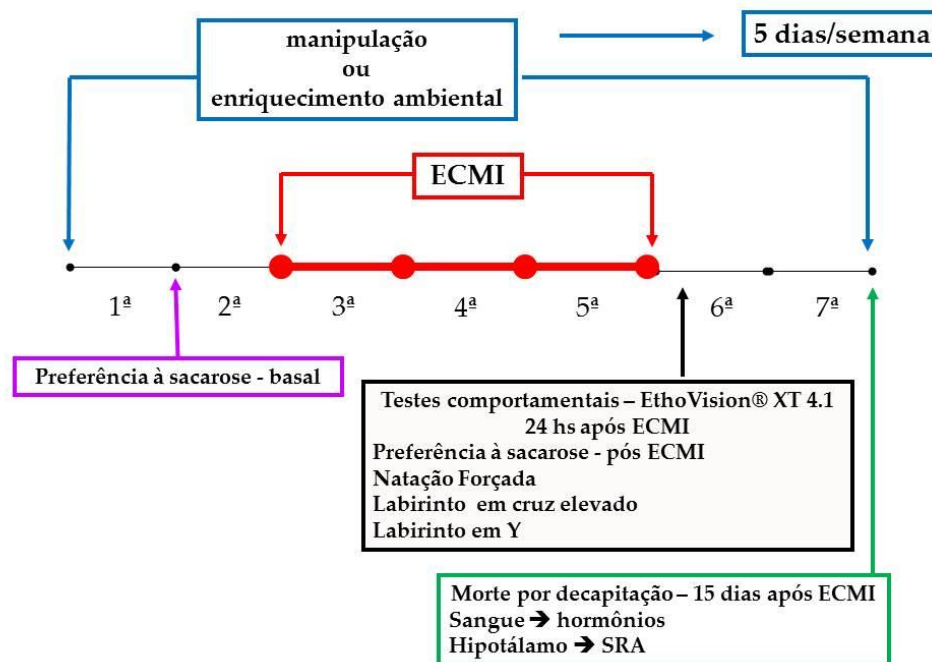 manipulação
ou
enriquecimento ambiental
5 dias/semana
ECMI
1ª 2ª 3ª 4ª 5ª 6ª 7ª
Preferência à sacarose - basal
Testes comportamentais – EthoVision® XT 4.1
24 hs após ECMI
Preferência à sacarose - pós ECMI
Natação Forçada
Labirinto em cruz elevado
Labirinto em Y
Morte por decapitação – 15 dias após ECMI
Sangue ➔ hormônios
Hipotálamo ➔ SRA